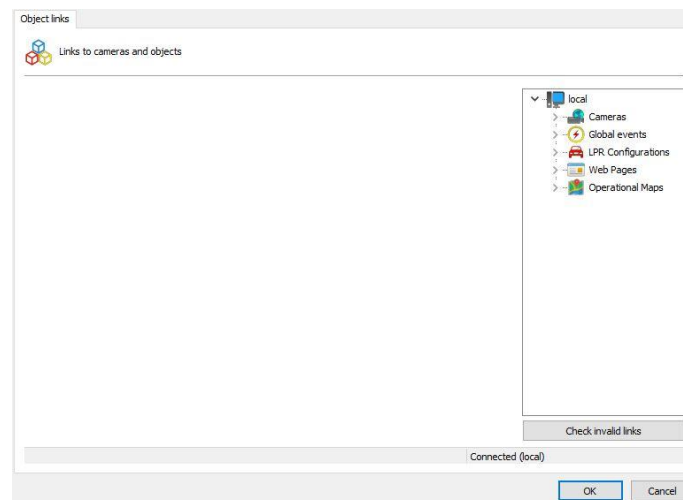 Object links
Links to cameras and objects
local
Cameras
Global events
LPR Configurations
Web Pages
Operational Maps
Check invalid links
Connected (local)
OK
Cancel